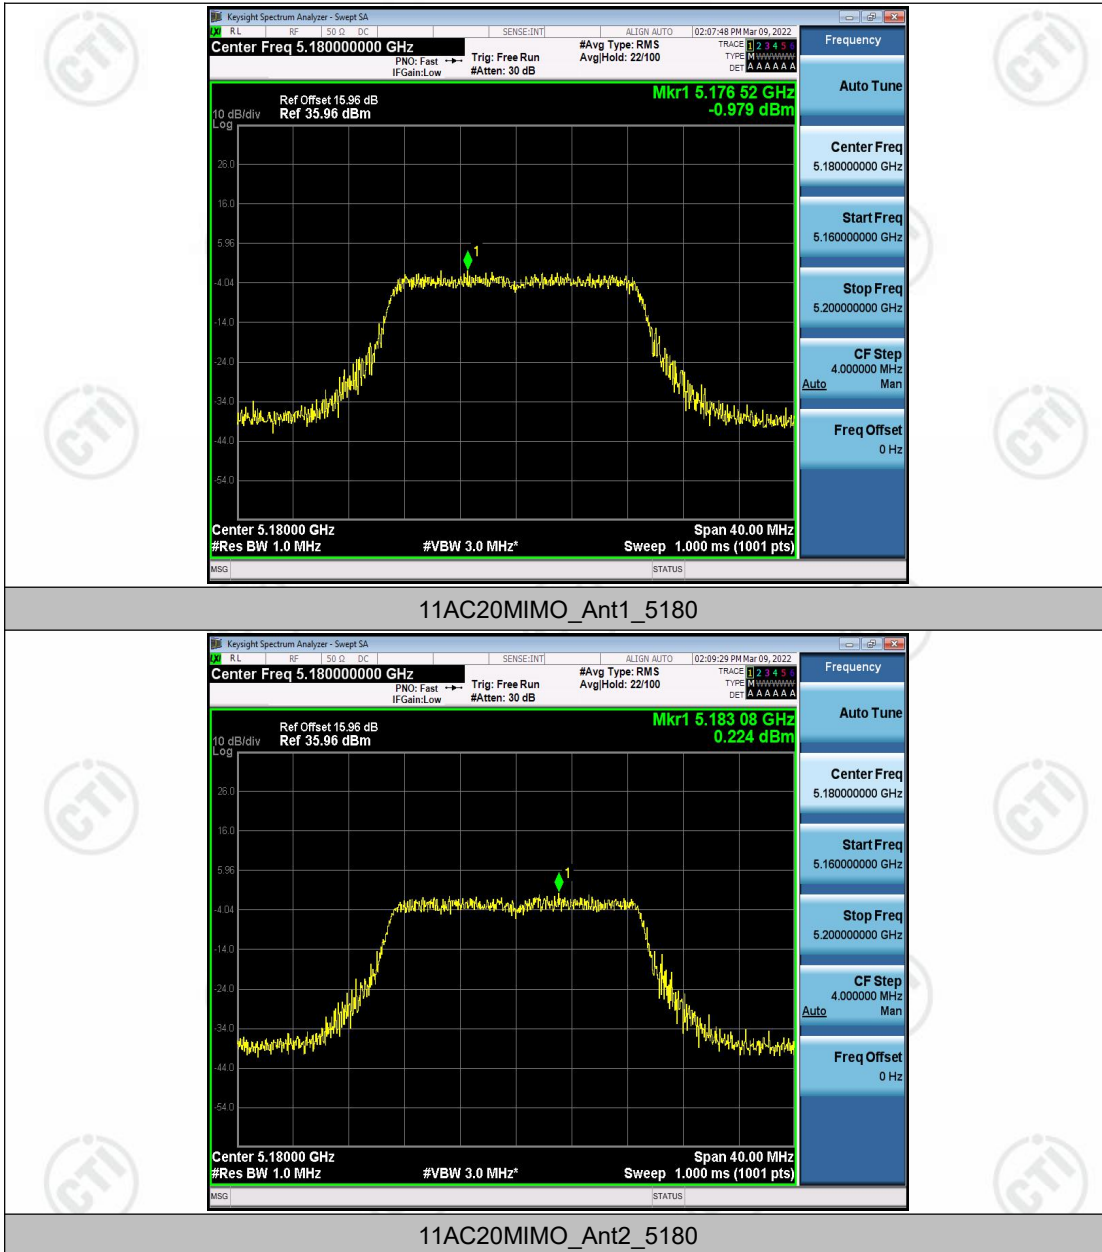 Keysight Spectrum Analyzer - Swept SA
LXI RL RF 50 Ω DC SENSE:INT ALIGN AUTO 02:07:48 PM Mar 09, 2022
Center Freq 5.180000000 GHz
PNO: Fast
IFGain:Low
Trig: Free Run
#Atten: 30 dB
#Avg Type: RMS
Avg|Hold: 22/100
TRACE 1 2 3 4 5 6
TYPE M W W W W W
DET A A A A A A
Mkr1 5.176 52 GHz
-0.979 dBm
Ref Offset 15.96 dB
10 dB/div Ref 35.96 dBm
Log
26.0
16.0
5.96
-4.04
-14.0
-24.0
-34.0
-44.0
-54.0
1
Center 5.18000 GHz Span 40.00 MHz
#Res BW 1.0 MHz #VBW 3.0 MHz* Sweep 1.000 ms (1001 pts)
MSG STATUS
Frequency
Auto Tune
Center Freq
5.180000000 GHz
Start Freq
5.160000000 GHz
Stop Freq
5.200000000 GHz
CF Step
4.000000 MHz
Auto Man
Freq Offset
0 Hz
11AC20MIMO_Ant1_5180
Keysight Spectrum Analyzer - Swept SA
LXI RL RF 50 Ω DC SENSE:INT ALIGN AUTO 02:09:29 PM Mar 09, 2022
Center Freq 5.180000000 GHz
PNO: Fast
IFGain:Low
Trig: Free Run
#Atten: 30 dB
#Avg Type: RMS
Avg|Hold: 22/100
TRACE 1 2 3 4 5 6
TYPE M W W W W W
DET A A A A A A
Mkr1 5.183 08 GHz
0.224 dBm
Ref Offset 15.96 dB
10 dB/div Ref 35.96 dBm
Log
26.0
16.0
5.96
-4.04
-14.0
-24.0
-34.0
-44.0
-54.0
1
Center 5.18000 GHz Span 40.00 MHz
#Res BW 1.0 MHz #VBW 3.0 MHz* Sweep 1.000 ms (1001 pts)
MSG STATUS
Frequency
Auto Tune
Center Freq
5.180000000 GHz
Start Freq
5.160000000 GHz
Stop Freq
5.200000000 GHz
CF Step
4.000000 MHz
Auto Man
Freq Offset
0 Hz
11AC20MIMO_Ant2_5180
CTI
CTI
CTI
CTI
CTI
CTI
CTI
CTI